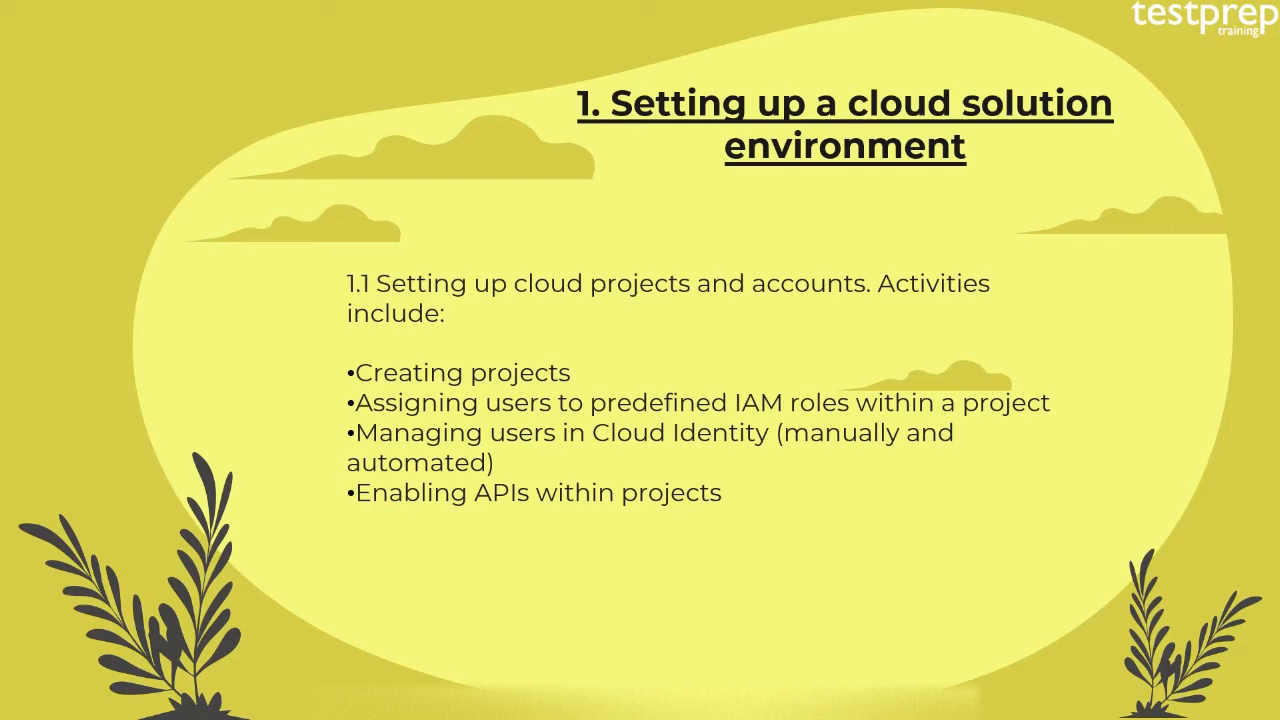 testprep
training
1. Setting up a cloud solution
environment
1.1 Setting up cloud projects and accounts. Activities
include:
•Creating projects
•Assigning users to predefined IAM roles within a project
•Managing users in Cloud Identity (manually and
automated)
•Enabling APIs within projects